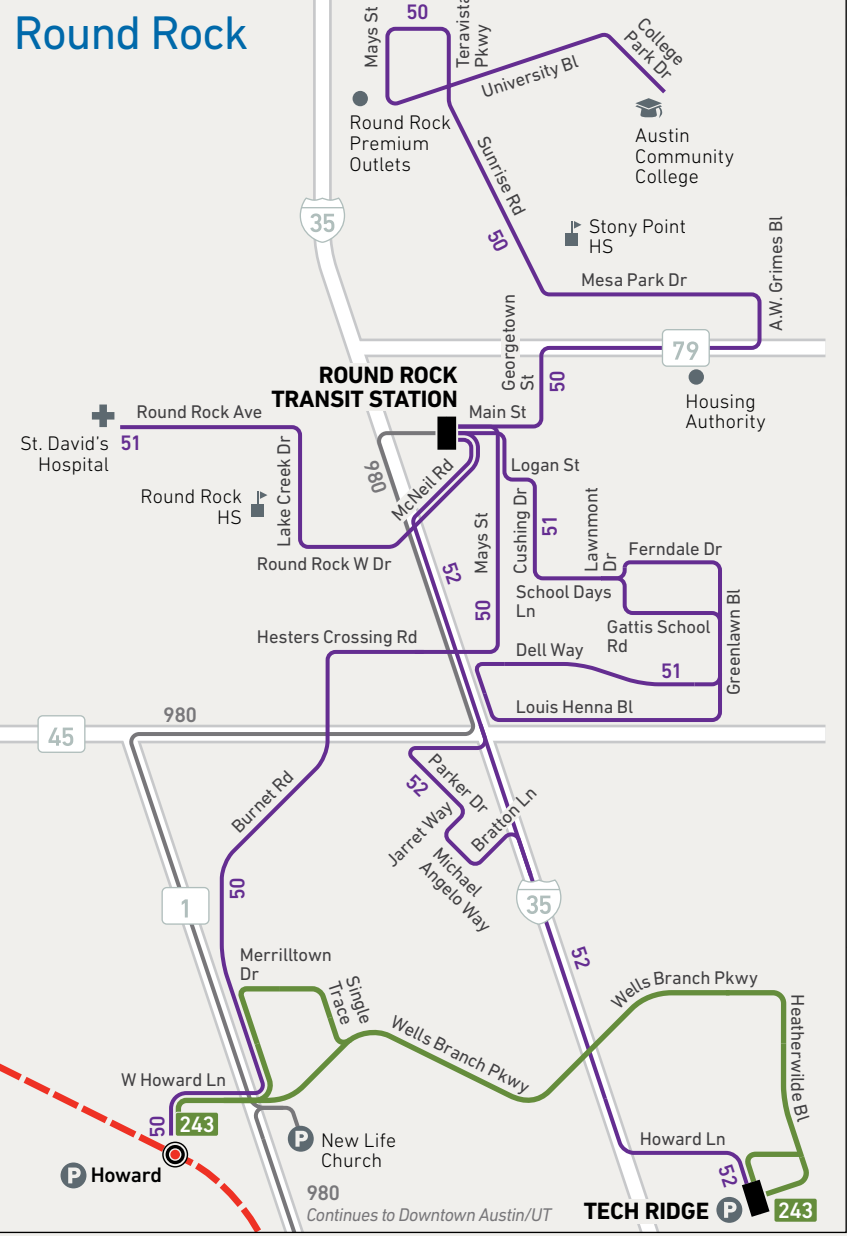 Round Rock
50
Mays St
Teravista
Pkwy
University Bl
College
Park Dr
Round Rock
Premium
Outlets
Austin
Community
College
Sunrise Rd
35
50
Stony Point
HS
Mesa Park Dr
A.W. Grimes Bl
Georgetown
St
79
50
ROUND ROCK
TRANSIT STATION
Housing
Authority
Main St
Round Rock Ave
St. David's
Hospital
51
Lake Creek Dr
Round Rock
HS
980
McNeil Rd
Logan St
Mays St
Cushing Dr
51
Lawnmont
Dr
Ferndale Dr
Round Rock W Dr
52
School Days
Ln
50
Gattis School
Rd
Greenlawn Bl
Hesters Crossing Rd
Dell Way
51
Louis Henna Bl
980
45
Parker Dr
52
Burnet Rd
Jarret Way
Bratton Ln
Michael
Angelo Way
50
1
35
52
Merrilltown
Dr
Single
Trace
Wells Branch Pkwy
Wells Branch Pkwy
Heatherwilde Bl
W Howard Ln
50
243
New Life
Church
P
Howard Ln
52
P
Howard
980
Continues to Downtown Austin/UT
TECH RIDGE
P
243